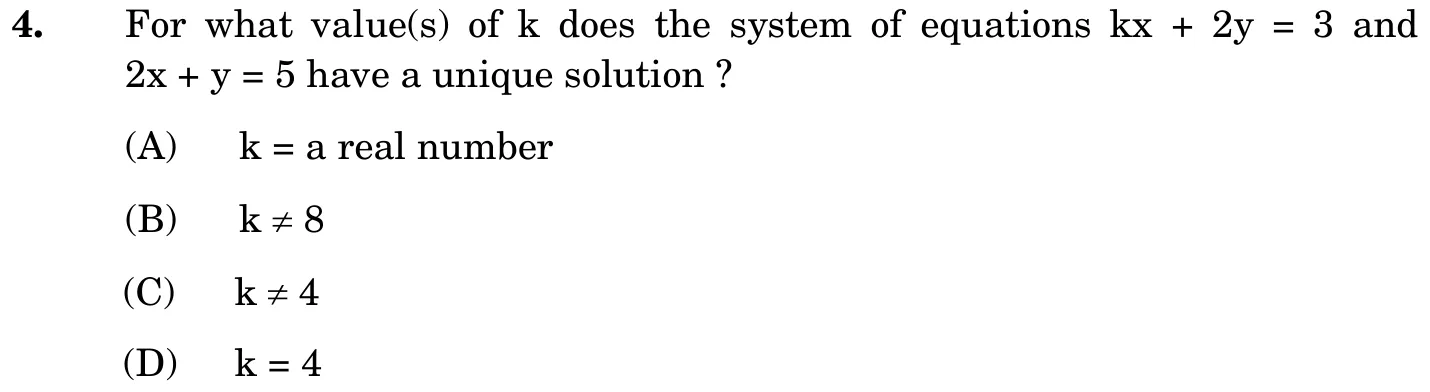 4. For what value(s) of k does the system of equations kx + 2y = 3 and
2x + y = 5 have a unique solution ?
(A) k = a real number
(B) k ≠ 8
(C) k ≠ 4
(D) k = 4